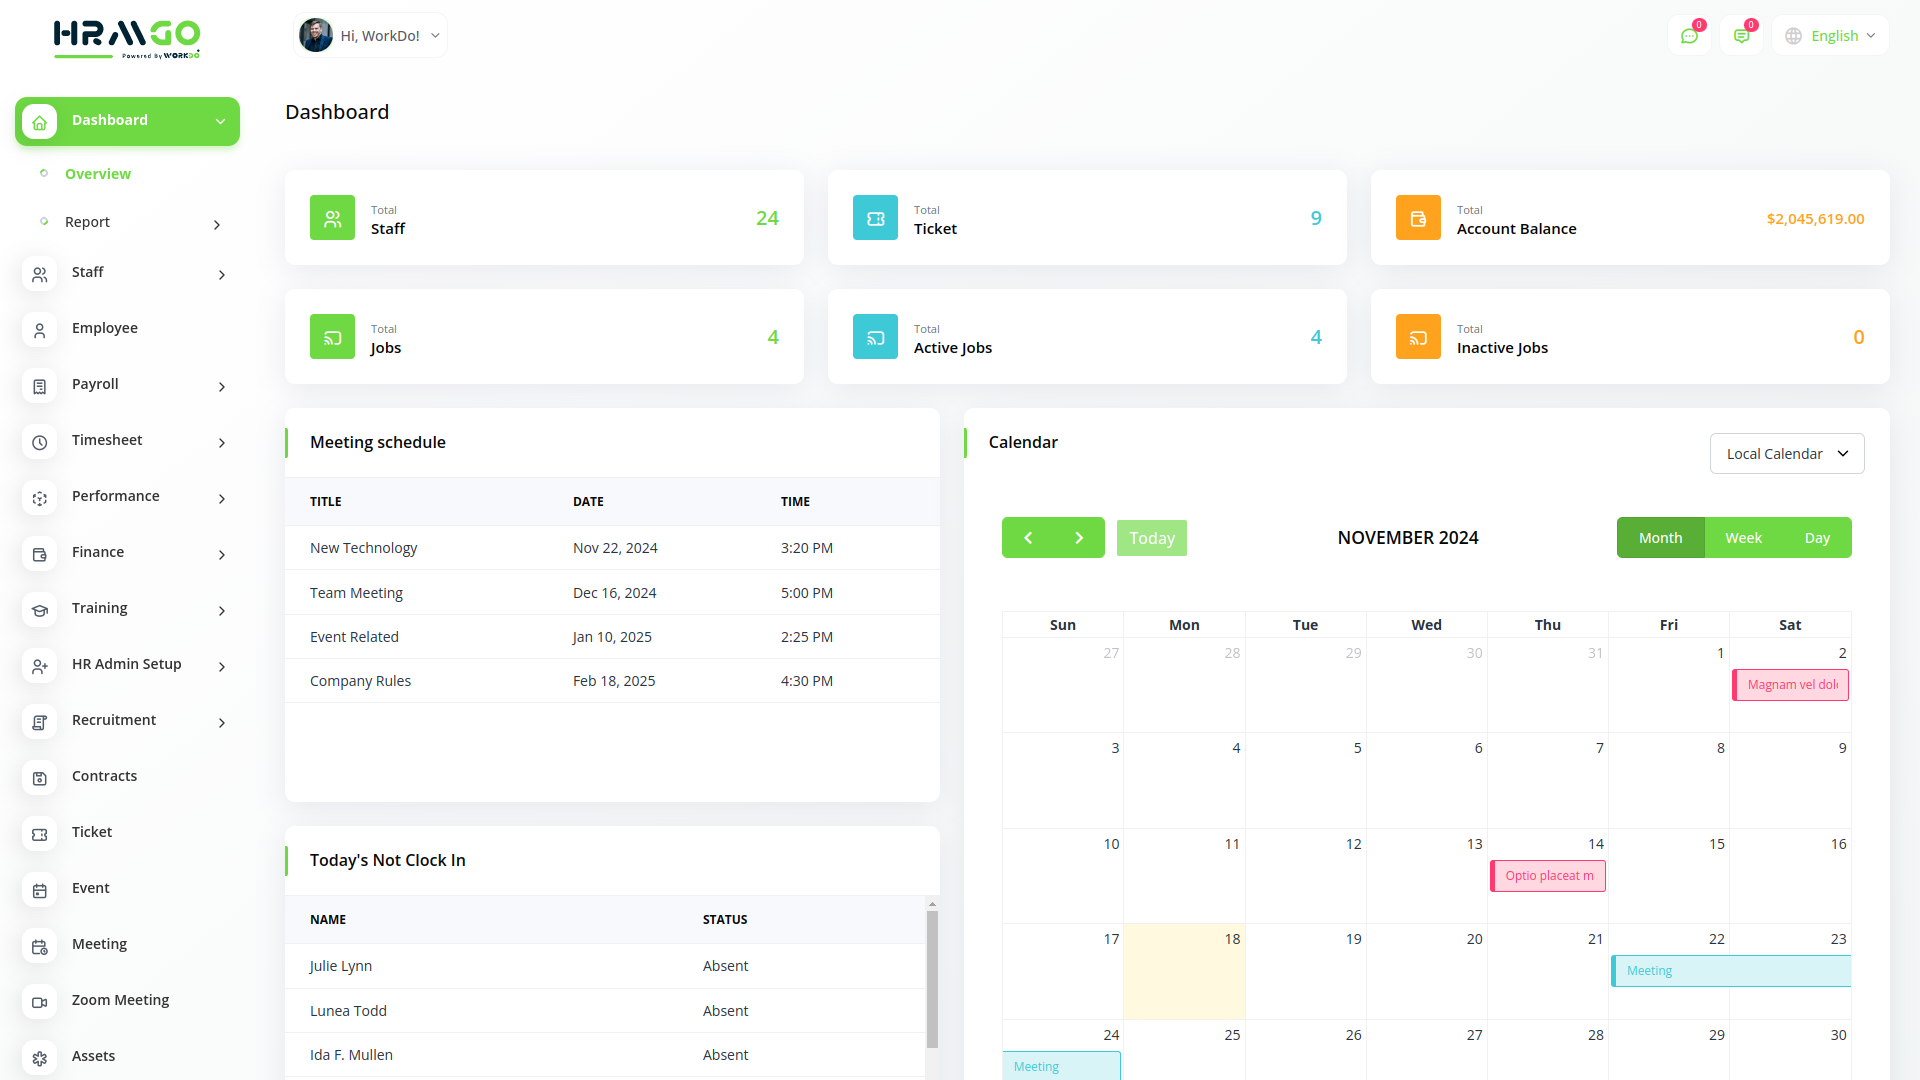 HRMGO
Powered By WORKDO
Hi, WorkDo!
0
0
English
Dashboard
Overview
Report
Staff
Employee
Payroll
Timesheet
Performance
Finance
Training
HR Admin Setup
Recruitment
Contracts
Ticket
Event
Meeting
Zoom Meeting
Assets
Dashboard
Total
Staff
24
Total
Ticket
9
Total
Account Balance
$2,045,619.00
Total
Jobs
4
Total
Active Jobs
4
Total
Inactive Jobs
0
Meeting schedule
TITLE DATE TIME
New Technology Nov 22, 2024 3:20 PM
Team Meeting Dec 16, 2024 5:00 PM
Event Related Jan 10, 2025 2:25 PM
Company Rules Feb 18, 2025 4:30 PM
Today's Not Clock In
NAME STATUS
Julie Lynn Absent
Lunea Todd Absent
Ida F. Mullen Absent
Calendar
Local Calendar
Today
NOVEMBER 2024
Month Week Day
Sun Mon Tue Wed Thu Fri Sat
27 28 29 30 31 1 2
Magnam vel dol
3 4 5 6 7 8 9
10 11 12 13 14 15 16
Optio placeat m
17 18 19 20 21 22 23
Meeting
24 25 26 27 28 29 30
Meeting